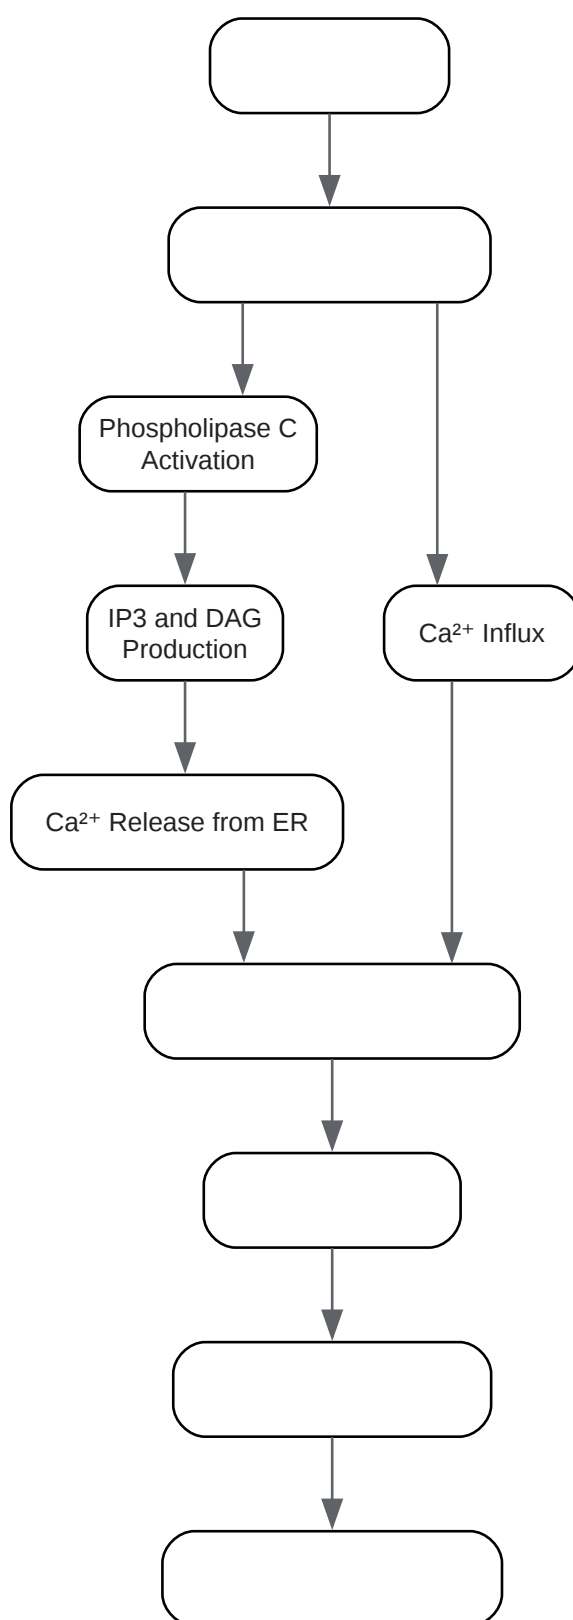 Phospholipase C
Activation
IP3 and DAG
Production
Ca²⁺ Influx
Ca²⁺ Release from ER